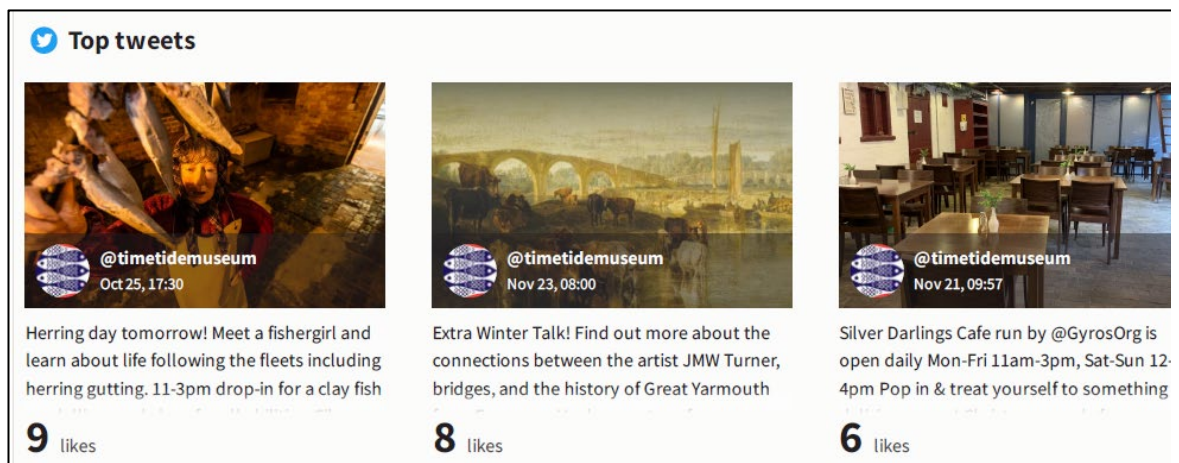 Top tweets
@timetidemuseum
Oct 25, 17:30
Herring day tomorrow! Meet a fishergirl and
learn about life following the fleets including
herring gutting. 11-3pm drop-in for a clay fish
9 likes
@timetidemuseum
Nov 23, 08:00
Extra Winter Talk! Find out more about the
connections between the artist JMW Turner,
bridges, and the history of Great Yarmouth
8 likes
@timetidemuseum
Nov 21, 09:57
Silver Darlings Cafe run by @GyrosOrg is
open daily Mon-Fri 11am-3pm, Sat-Sun 12-
4pm Pop in & treat yourself to something
6 likes